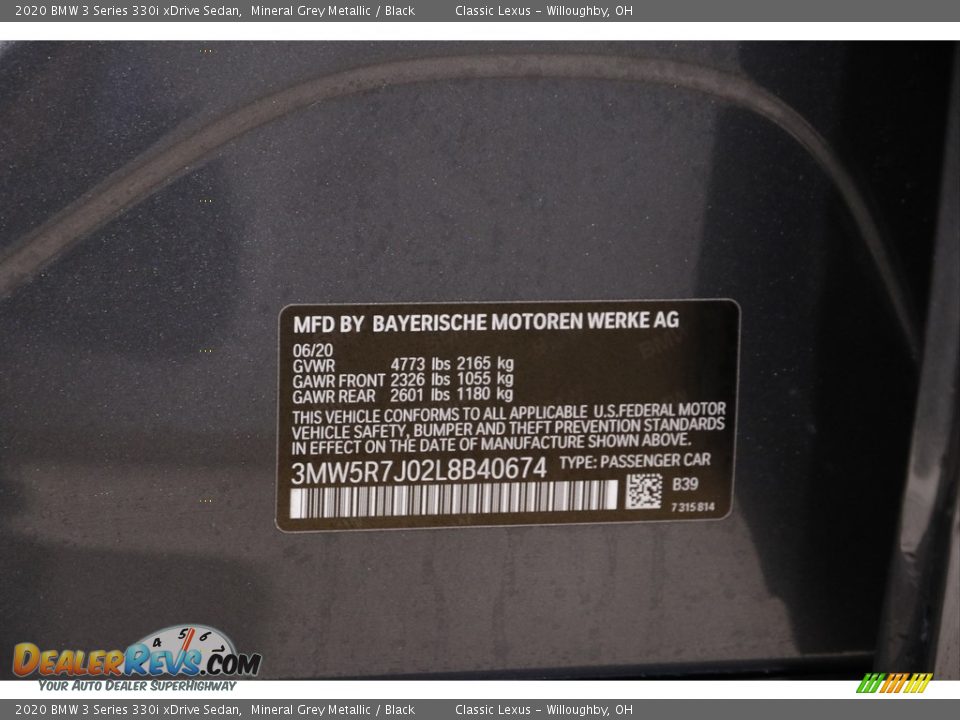 2020 BMW 3 Series 330i xDrive Sedan,  Mineral Grey Metallic / Black          Classic Lexus - Willoughby, OH
MFD BY BAYERISCHE MOTOREN WERKE AG
06/20
GVWR 4773 lbs 2165 kg
GAWR FRONT 2326 lbs 1055 kg
GAWR REAR 2601 lbs 1180 kg
THIS VEHICLE CONFORMS TO ALL APPLICABLE U.S.FEDERAL MOTOR
VEHICLE SAFETY, BUMPER AND THEFT PREVENTION STANDARDS
IN EFFECT ON THE DATE OF MANUFACTURE SHOWN ABOVE.
3MW5R7J02L8B40674 TYPE: PASSENGER CAR
B39
7 315 814
4 5 6 7
DEALERREVS.COM
YOUR AUTO DEALER SUPERHIGHWAY
2020 BMW 3 Series 330i xDrive Sedan,  Mineral Grey Metallic / Black          Classic Lexus - Willoughby, OH